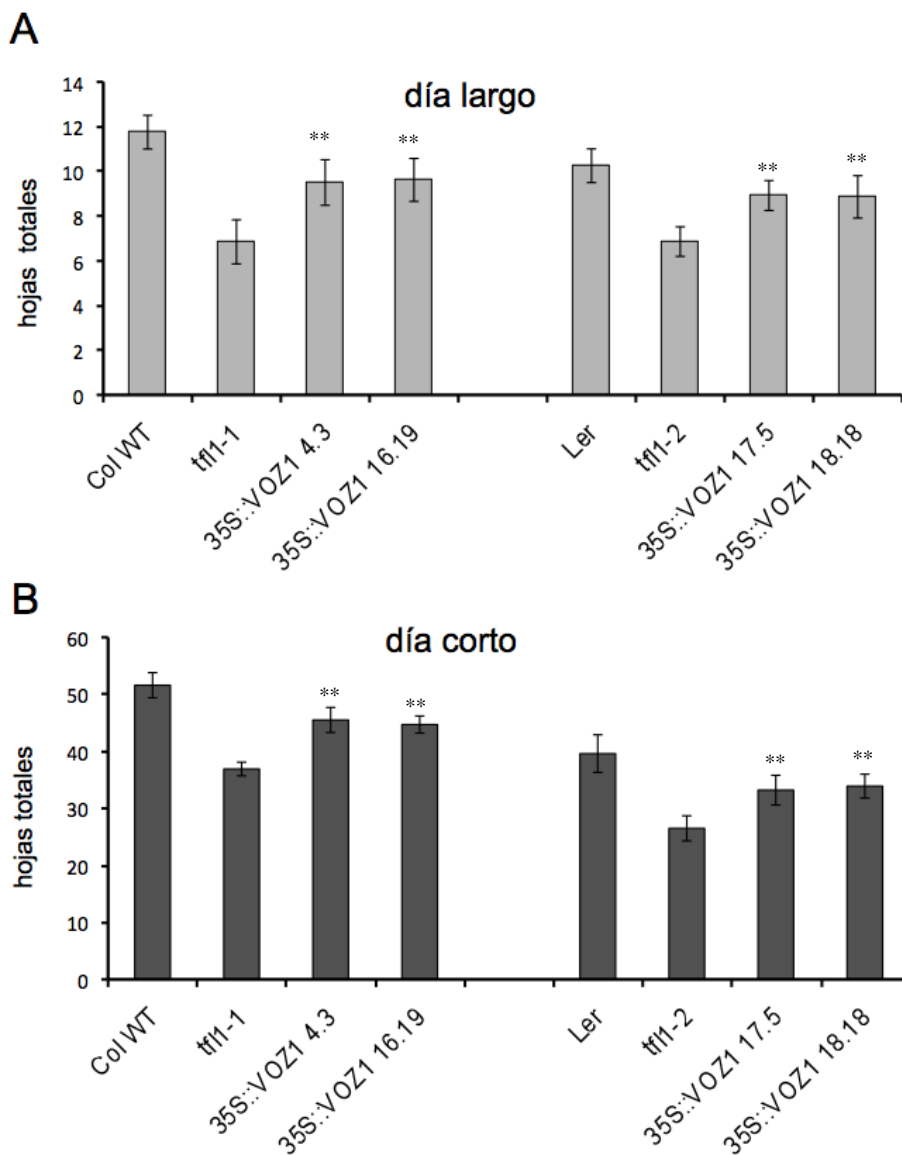 A
día largo
14
12
10
8
6
4
2
0
hojas totales
** ** ** **
Col WT
tfl1-1
35S::VOZ1 4.3
35S::VOZ1 16.19
Ler
tfl1-2
35S::VOZ1 17.5
35S::VOZ1 18.18
B
día corto
60
50
40
30
20
10
0
hojas totales
** ** ** **
Col WT
tfl1-1
35S::VOZ1 4.3
35S::VOZ1 16.19
Ler
tfl1-2
35S::VOZ1 17.5
35S::VOZ1 18.18